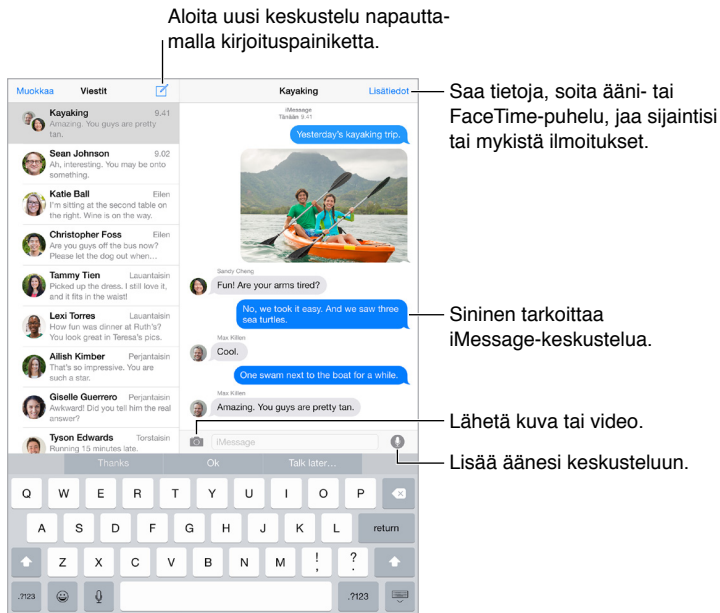 Aloita uusi keskustelu napautta-
malla kirjoituspainiketta.
Muokkaa
Viestit
Kayaking
Lisätiedot
Saa tietoja, soita ääni- tai
FaceTime-puhelu, jaa sijaintisi
tai mykistä ilmoitukset.
Kayaking 9.41
Amazing. You guys are pretty
tan.
Sean Johnson 9.02
Ah, interesting. You may be onto
something.
Katie Ball Eilen
I'm sitting at the second table on
the right. Wine is on the way.
Christopher Foss Eilen
Are you guys off the bus now?
Please let the dog out when…
Tammy Tien Lauantaisin
Picked up the dress. I still love it,
and it fits in the waist!
Lexi Torres Lauantaisin
How fun was dinner at Ruth's?
You look great in Teresa's pics.
Ailish Kimber Perjantaisin
That's so impressive. You are
such a star.
Giselle Guerrero Perjantaisin
Awkward! Did you tell him the real
answer?
Tyson Edwards Torstaisin
Running 15 minutes late.
iMessage
Tänään 9.41
Yesterday's kayaking trip.
Sandy Cheng
Fun! Are your arms tired?
No, we took it easy. And we saw three
sea turtles.
Max Killen
Cool.
One swam next to the boat for a while.
Max Killen
Amazing. You guys are pretty tan.
iMessage
Sininen tarkoittaa
iMessage-keskustelua.
Lähetä kuva tai video.
Lisää äänesi keskusteluun.
Thanks Ok Talk later…
Q W E R T Y U I O P
A S D F G H J K L return
Z X C V B N M ! , ? .
.?123 .?123